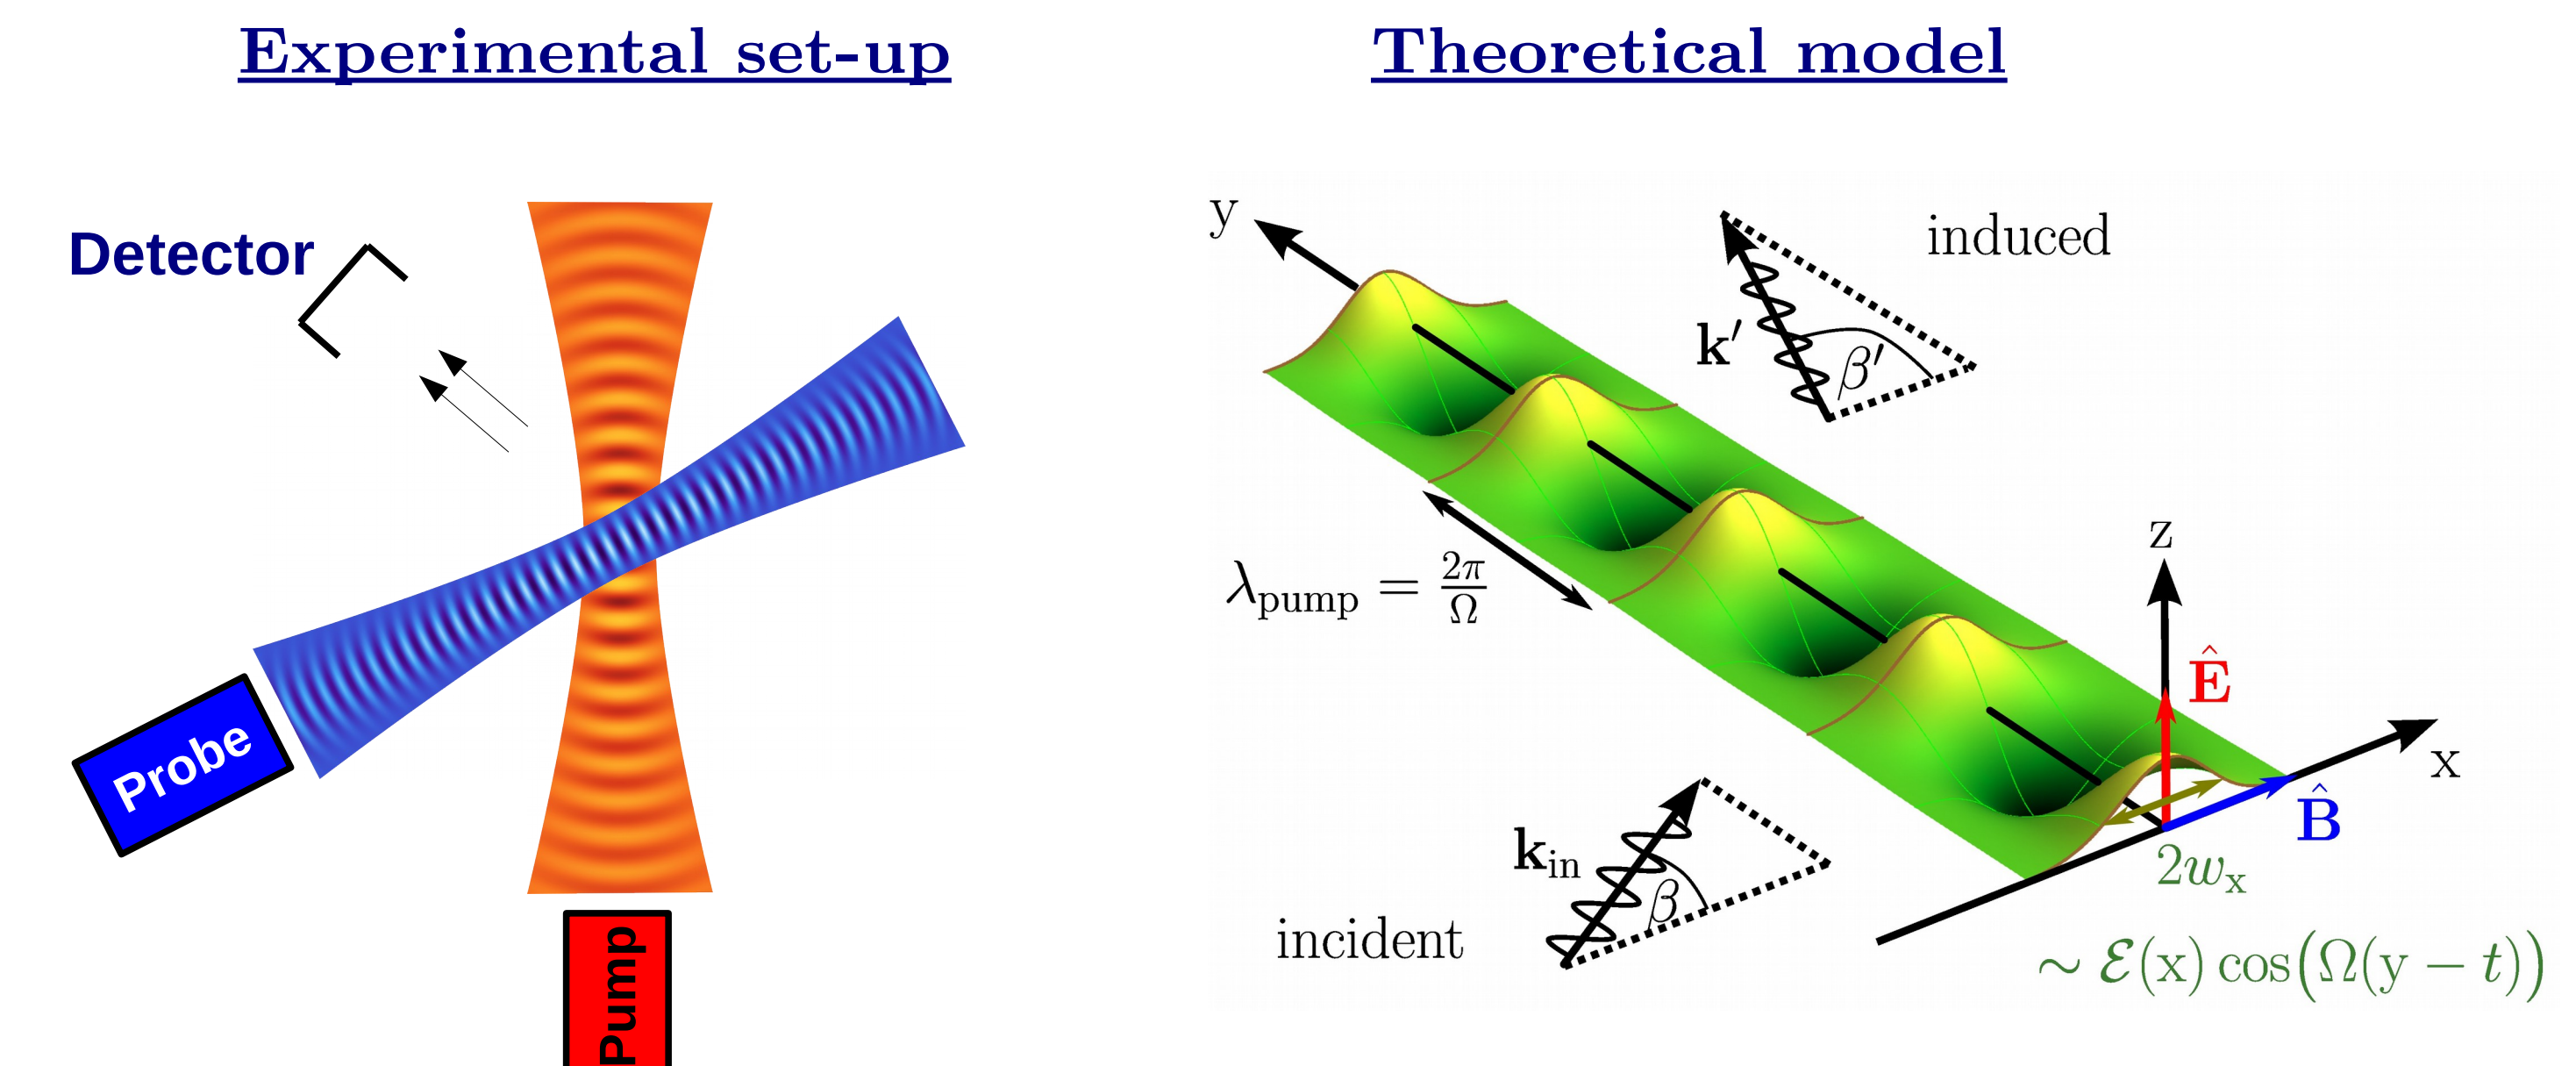 Experimental set-up
Theoretical model
Detector
Probe
Pump
y
induced
k′
β′
λpump = 2π/Ω
z
Ê
x
B̂
2wx
kin
β
incident
∼ ℰ(x) cos(Ω(y − t))